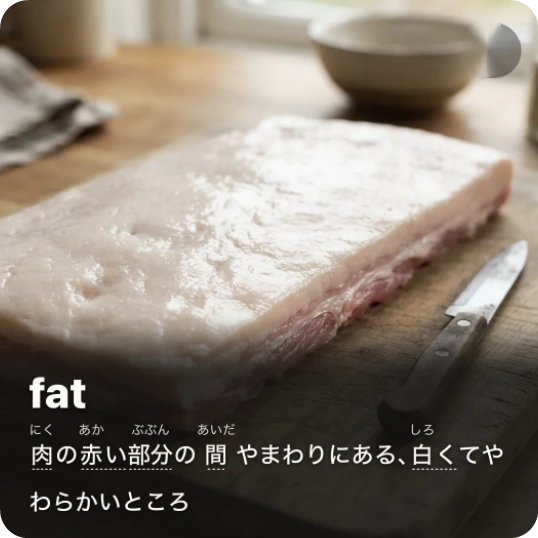 fat
にく あか ぶぶん あいだ しろ
肉の赤い部分の 間 やまわりにある、白くてや
わらかいところ